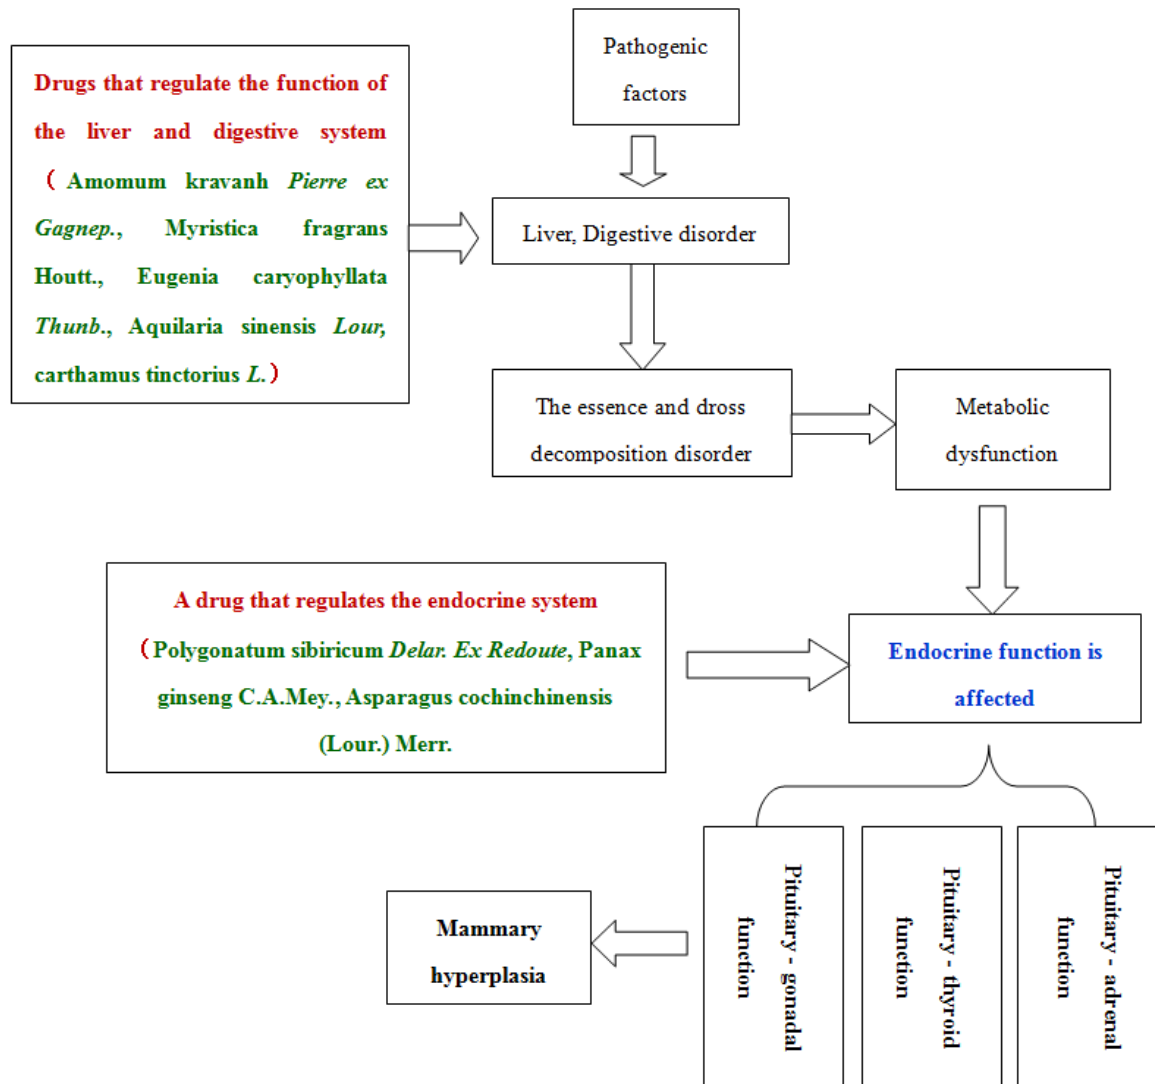 Pathogenic
factors
Drugs that regulate the function of
the liver and digestive system
（Amomum kravanh Pierre ex
Gagnep., Myristica fragrans
Houtt., Eugenia caryophyllata
Thunb., Aquilaria sinensis Lour,
carthamus tinctorius L.）
Liver, Digestive disorder
The essence and dross
decomposition disorder
Metabolic
dysfunction
A drug that regulates the endocrine system
（Polygonatum sibiricum Delar. Ex Redoute, Panax
ginseng C.A.Mey., Asparagus cochinchinensis
(Lour.) Merr.
Endocrine function is
affected
Pituitary - gonadal
function
Pituitary - thyroid
function
Pituitary - adrenal
function
Mammary
hyperplasia